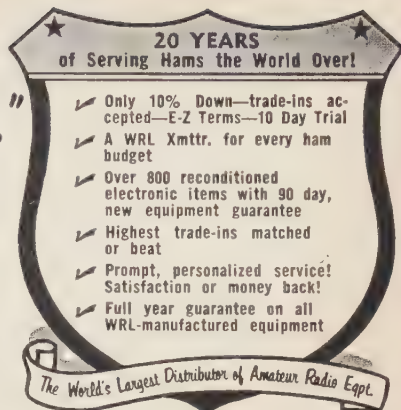 20 YEARS
of Serving Hams the World Over!
"
Only 10% Down—trade-ins ac-
cepted—E-Z Terms—10 Day Trial
A WRL Xmttr. for every ham
budget
Over 800 reconditioned
electronic items with 90 day,
new equipment guarantee
Highest trade-ins matched
or beat
Prompt, personalized service!
Satisfaction or money back!
Full year guarantee on all
WRL-manufactured equipment
The World's Largest Distributor of Amateur Radio Eqpt.